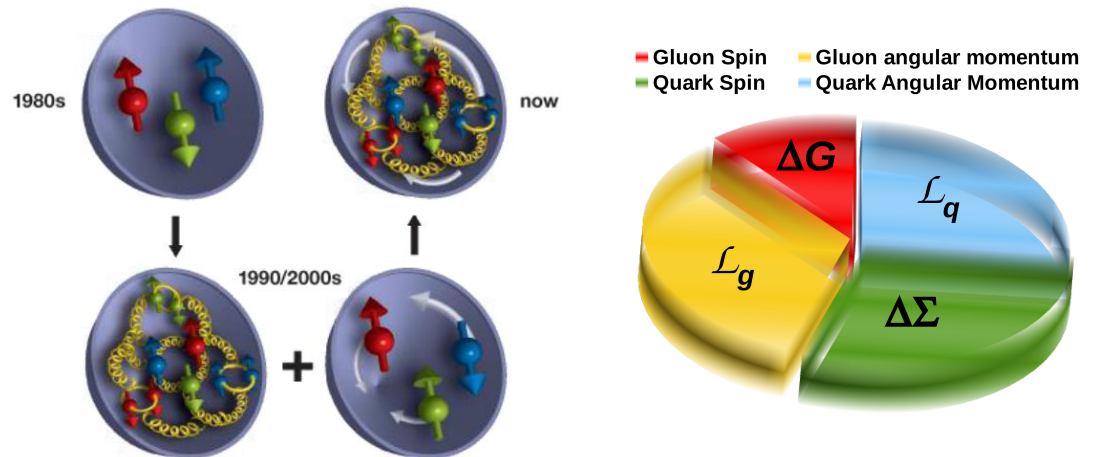 1980s
now
1990/2000s
+
Gluon Spin
Gluon angular momentum
Quark Spin
Quark Angular Momentum
ΔG
ℒq
ℒg
ΔΣ